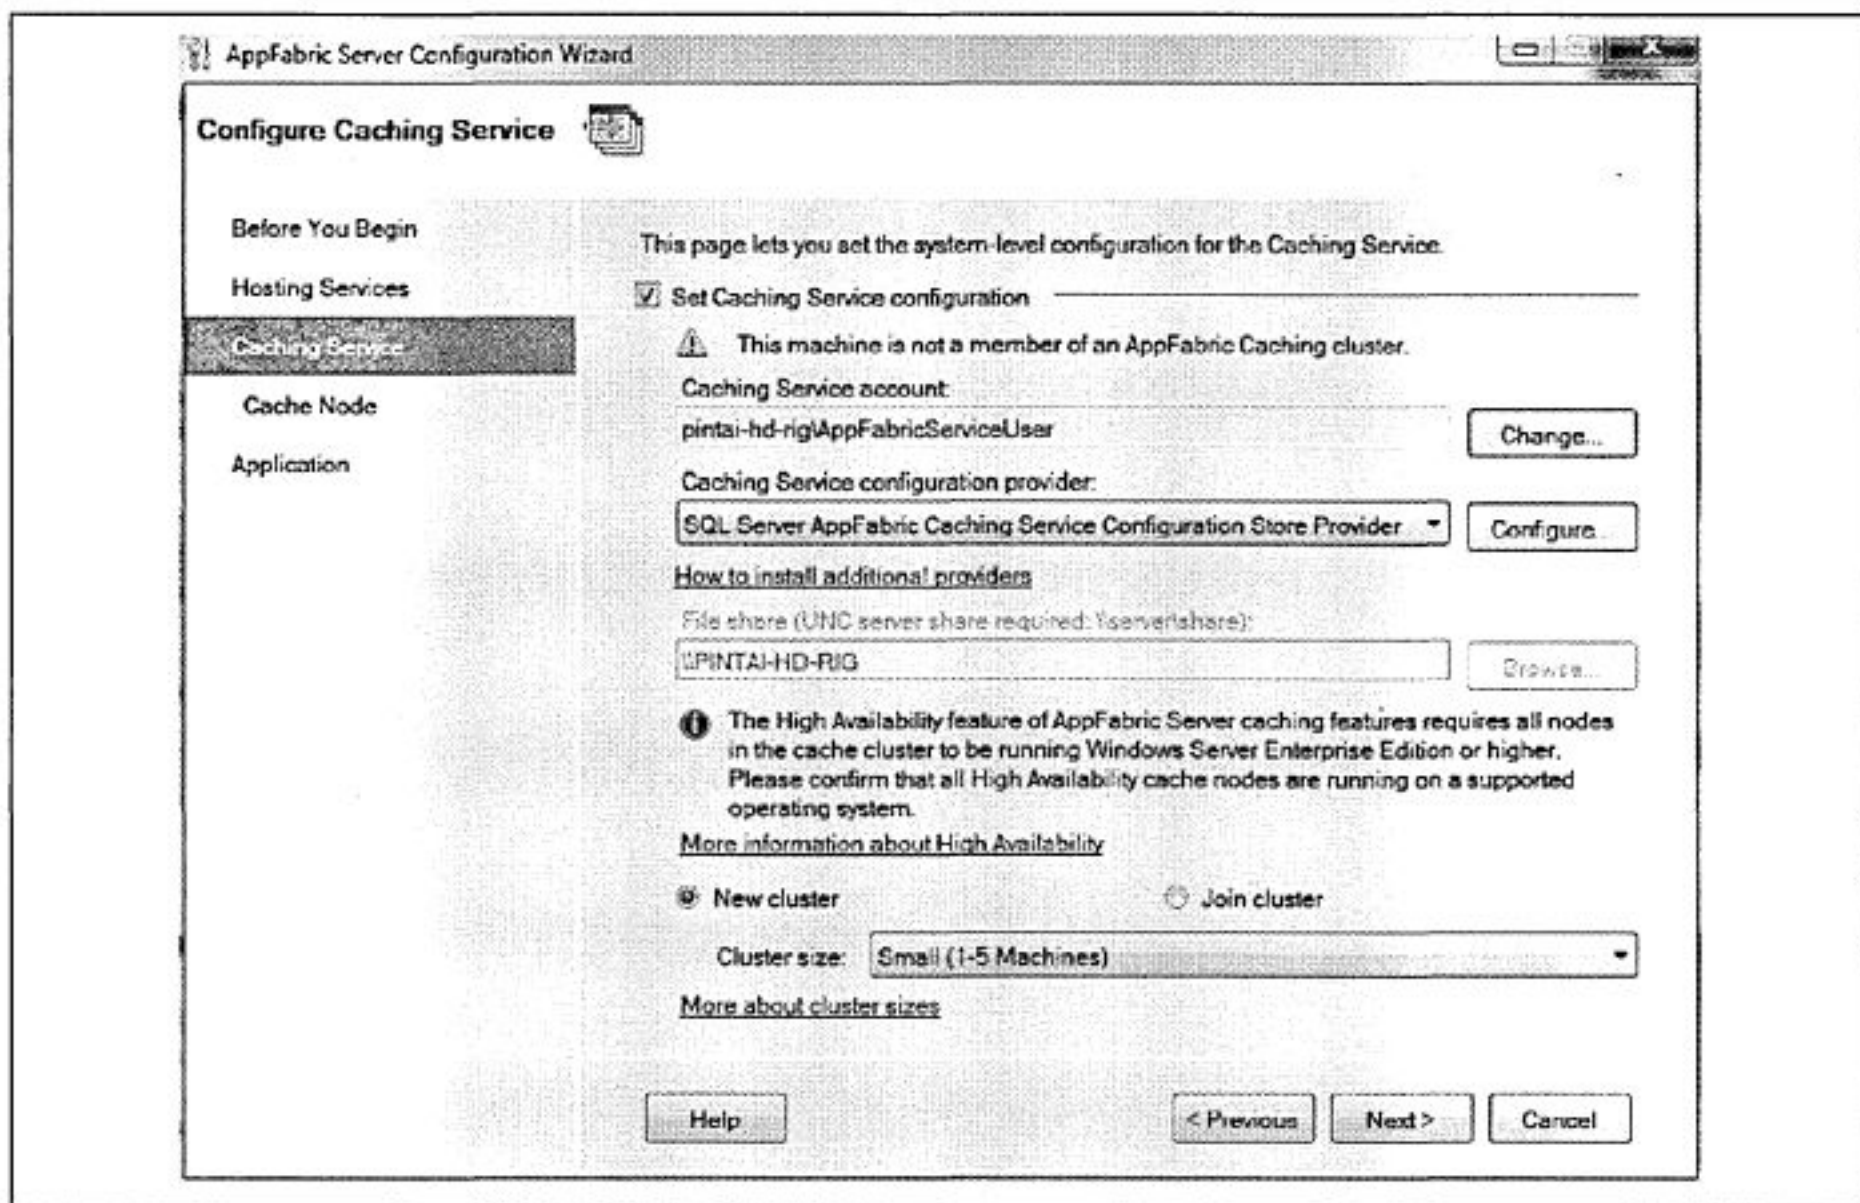 AppFabric Server Configuration Wizard
Configure Caching Service
Before You Begin
Hosting Services
Caching Service
Cache Node
Application
This page lets you set the system-level configuration for the Caching Service.
Set Caching Service configuration
This machine is not a member of an AppFabric Caching cluster.
Caching Service account:
pintai-hd-rig\AppFabricServiceUser
Change...
Caching Service configuration provider:
SQL Server AppFabric Caching Service Configuration Store Provider
Configure...
How to install additional providers
File share (UNC server share required: \\server\share):
\\PINTAI-HD-RIG
Browse...
The High Availability feature of AppFabric Server caching features requires all nodes
in the cache cluster to be running Windows Server Enterprise Edition or higher.
Please confirm that all High Availability cache nodes are running on a supported
operating system.
More information about High Availability
New cluster
Join cluster
Cluster size:
Small (1-5 Machines)
More about cluster sizes
Help
< Previous
Next >
Cancel